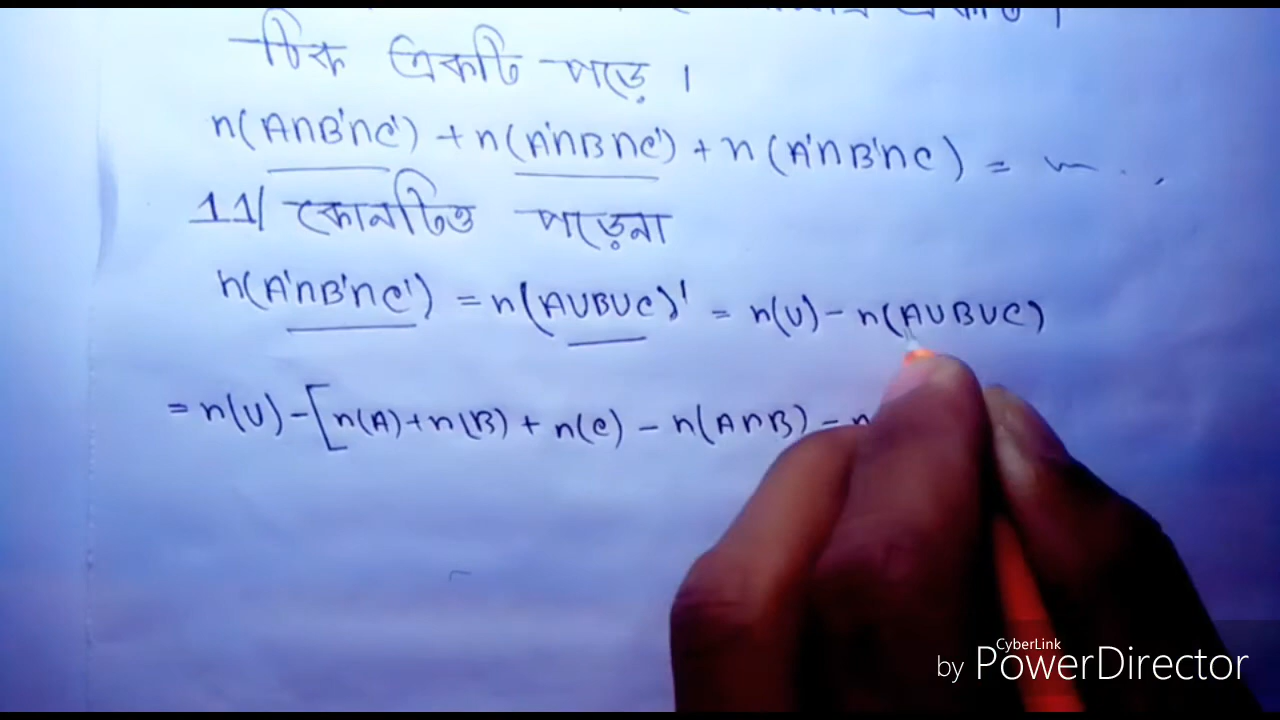 ঠিক একটি পড়ে ।
n(A∩B'∩C') + n(A'∩B∩C') + n(A'∩B'∩C) =
11/ কোনটিও পড়েনা
n(A'∩B'∩C') = n(A∪B∪C)' = n(U) - n(A∪B∪C)
= n(U) - [n(A) + n(B) + n(C) - n(A∩B) - n
CyberLink
by PowerDirector